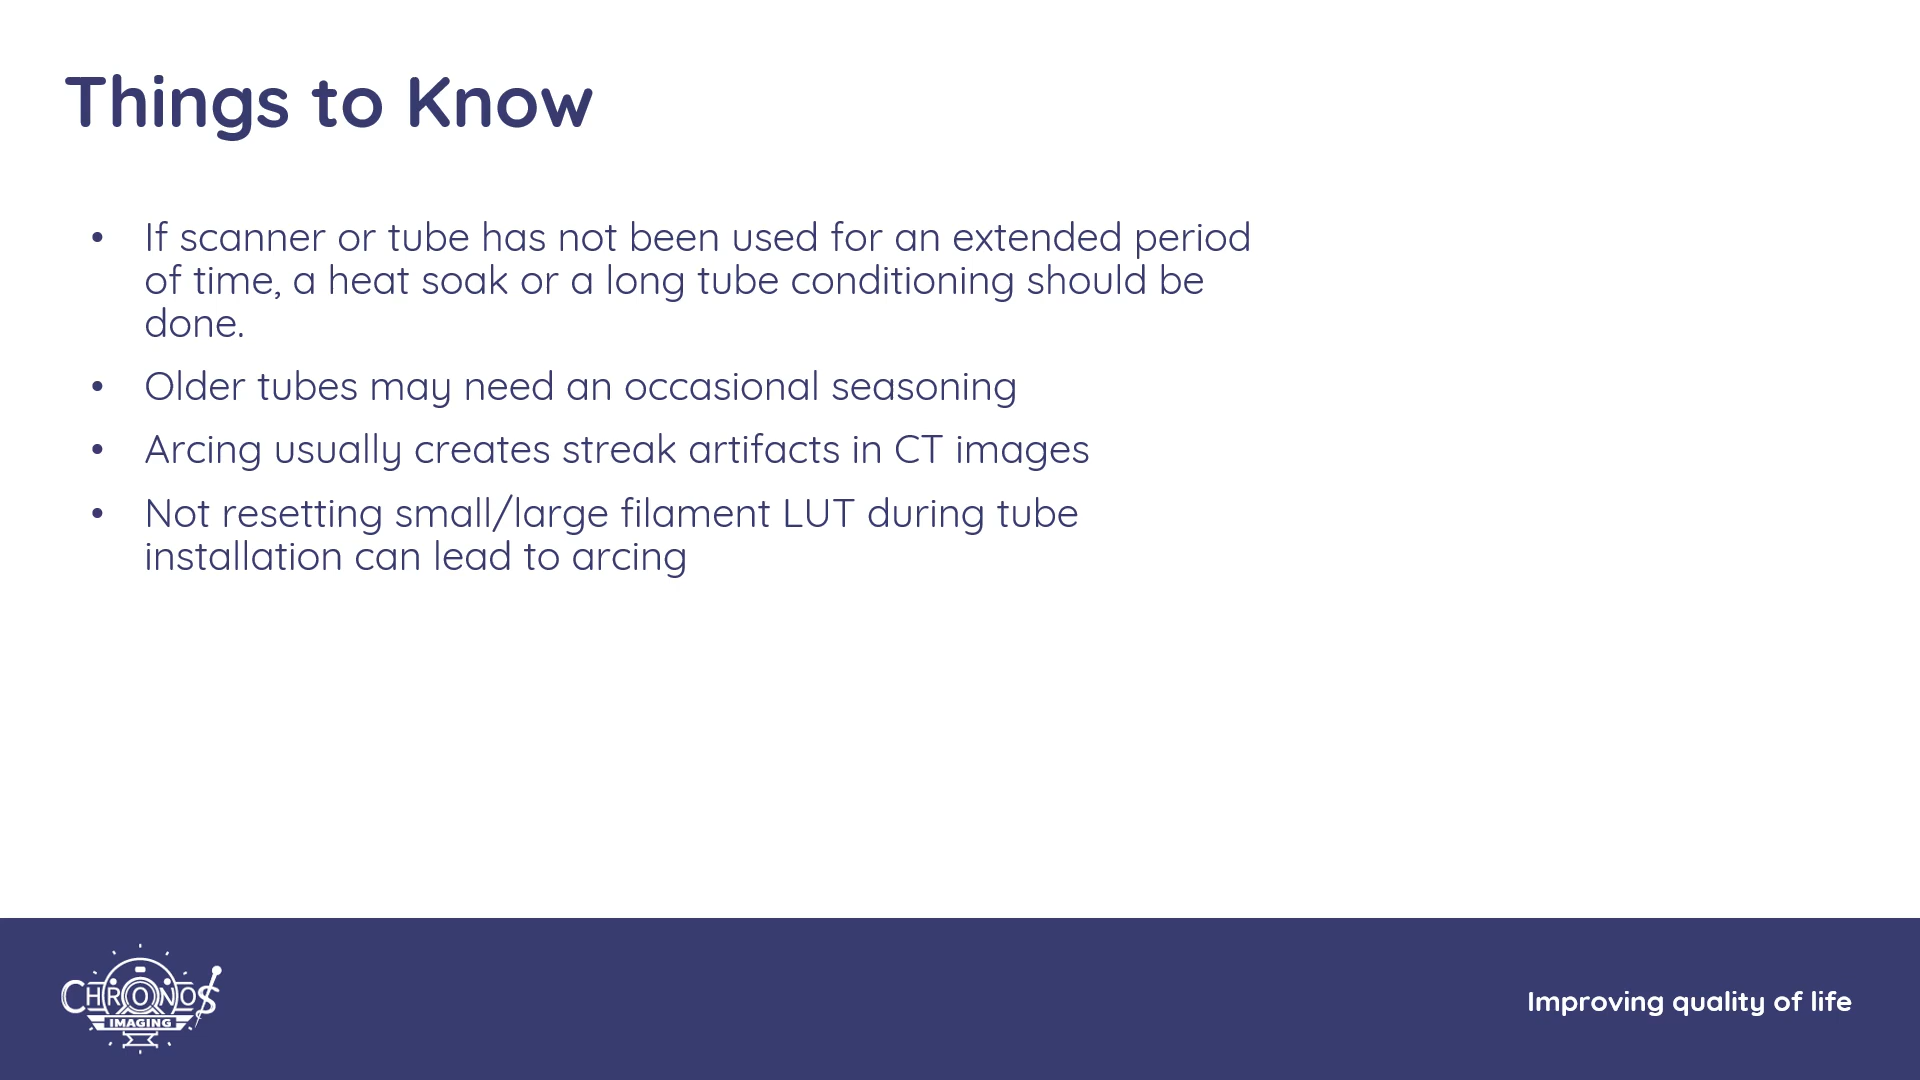 Things to Know
• If scanner or tube has not been used for an extended period
of time, a heat soak or a long tube conditioning should be
done.
• Older tubes may need an occasional seasoning
• Arcing usually creates streak artifacts in CT images
• Not resetting small/large filament LUT during tube
installation can lead to arcing
CHRONOS
IMAGING
Improving quality of life